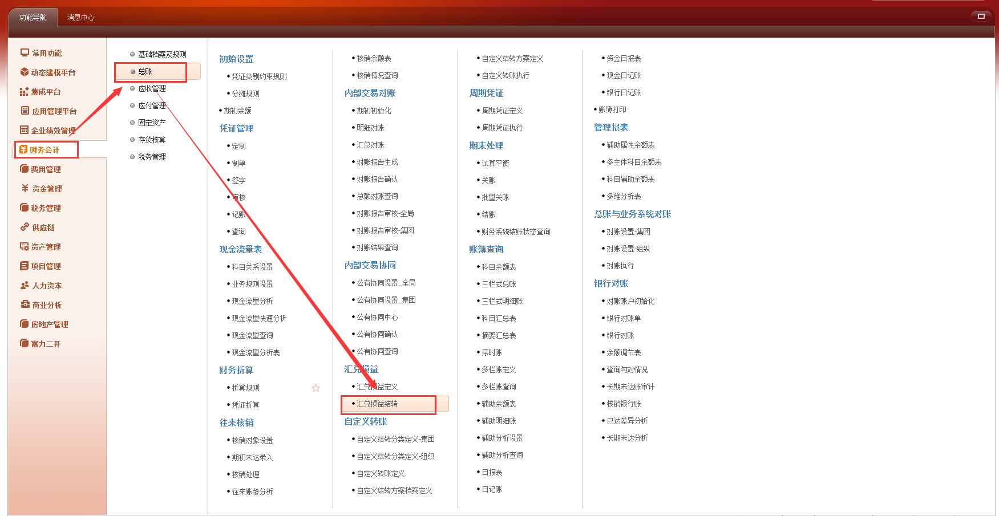 功能导航
消息中心
常用功能
动态建模平台
集成平台
应用管理平台
企业绩效管理
财务会计
费用管理
资金管理
税务管理
供应链
资产管理
项目管理
人力资本
商业分析
房地产管理
富力二开
基础档案及规则
总账
应收管理
应付管理
固定资产
存货核算
税务管理
初始设置
凭证类别约束规则
分摊规则
期初余额
凭证管理
定制
制单
签字
审核
记账
查询
现金流量表
科目关系设置
业务规则设置
现金流量分析
现金流量快速分析
现金流量查询
现金流量分析表
财务折算
折算规则
凭证折算
往来核销
核销对象设置
期初未达录入
核销处理
往来账龄分析
核销余额表
核销情况查询
内部交易对账
期初初始化
明细对账
汇总对账
对账报告生成
对账报告确认
总额对账查询
对账报告审核-全局
对账报告审核-集团
对账结果查询
内部交易协同
公有协同设置_全局
公有协同设置_集团
公有协同中心
公有协同确认
公有协同查询
汇兑损益
汇兑损益定义
汇兑损益结转
自定义转账
自定义结转分类定义-集团
自定义结转分类定义-组织
自定义转账定义
自定义结转方案档案定义
自定义结转方案定义
自定义转账执行
周期凭证
周期凭证定义
周期凭证执行
期末处理
试算平衡
关账
批量关账
结账
财务系统结账状态查询
账簿查询
科目余额表
三栏式总账
三栏式明细账
科目汇总表
摘要汇总表
序时账
多栏账定义
多栏账查询
辅助余额表
辅助明细账
辅助分析设置
辅助分析查询
日报表
日记账
资金日报表
现金日记账
银行日记账
账簿打印
管理报表
辅助属性余额表
多主体科目余额表
科目辅助余额表
多维分析表
总账与业务系统对账
对账设置-集团
对账设置-组织
对账执行
银行对账
对账账户初始化
银行对账单
银行对账
余额调节表
查询勾对情况
长期未达账审计
核销银行账
已达差异分析
长期未达分析